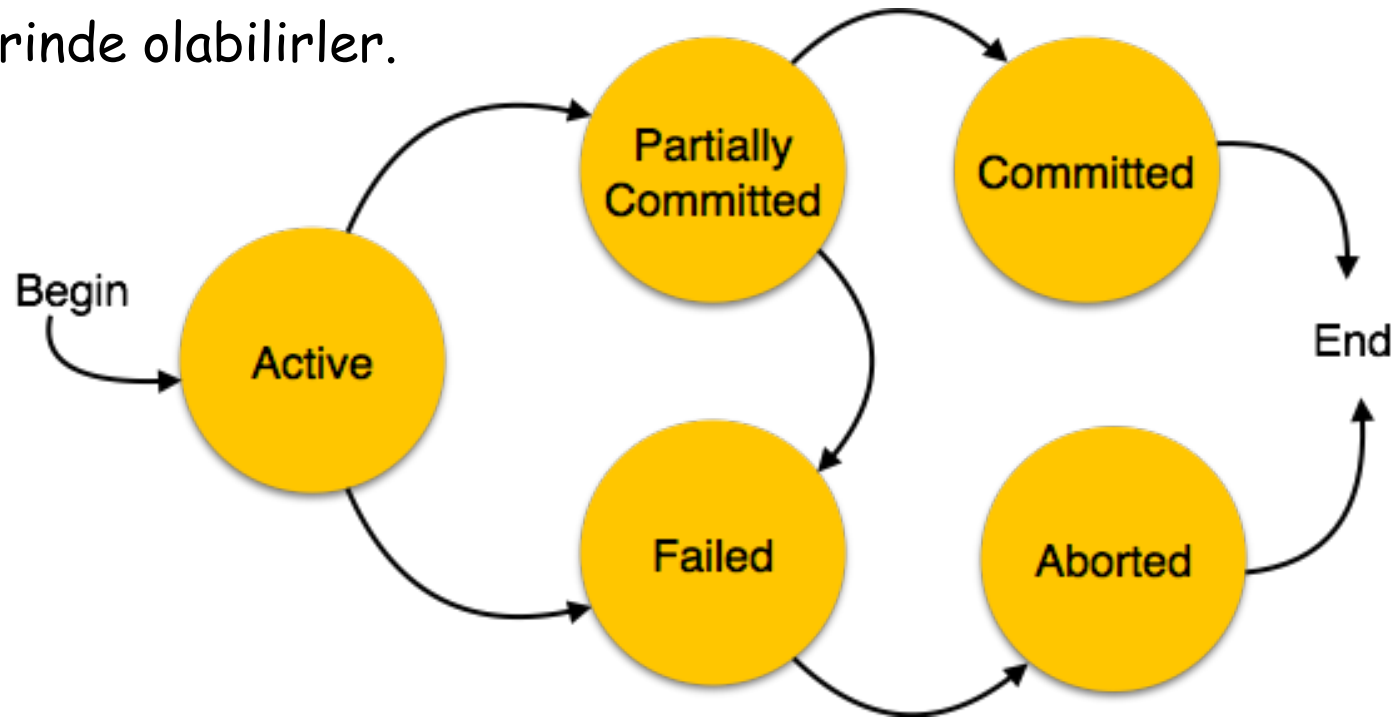 rinde olabilirler.
Begin
Active
Partially
Committed
Committed
Failed
Aborted
End